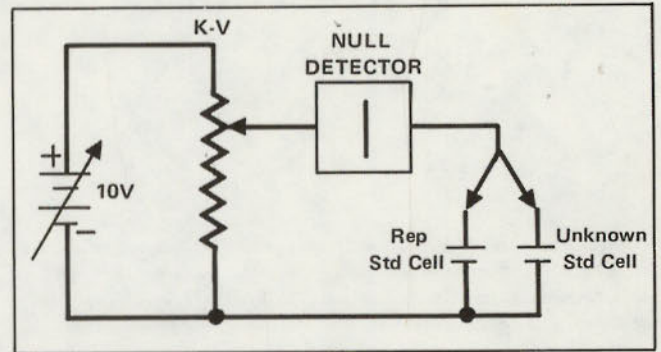 K-V
NULL
DETECTOR
+
10V
−
Rep
Std Cell
Unknown
Std Cell